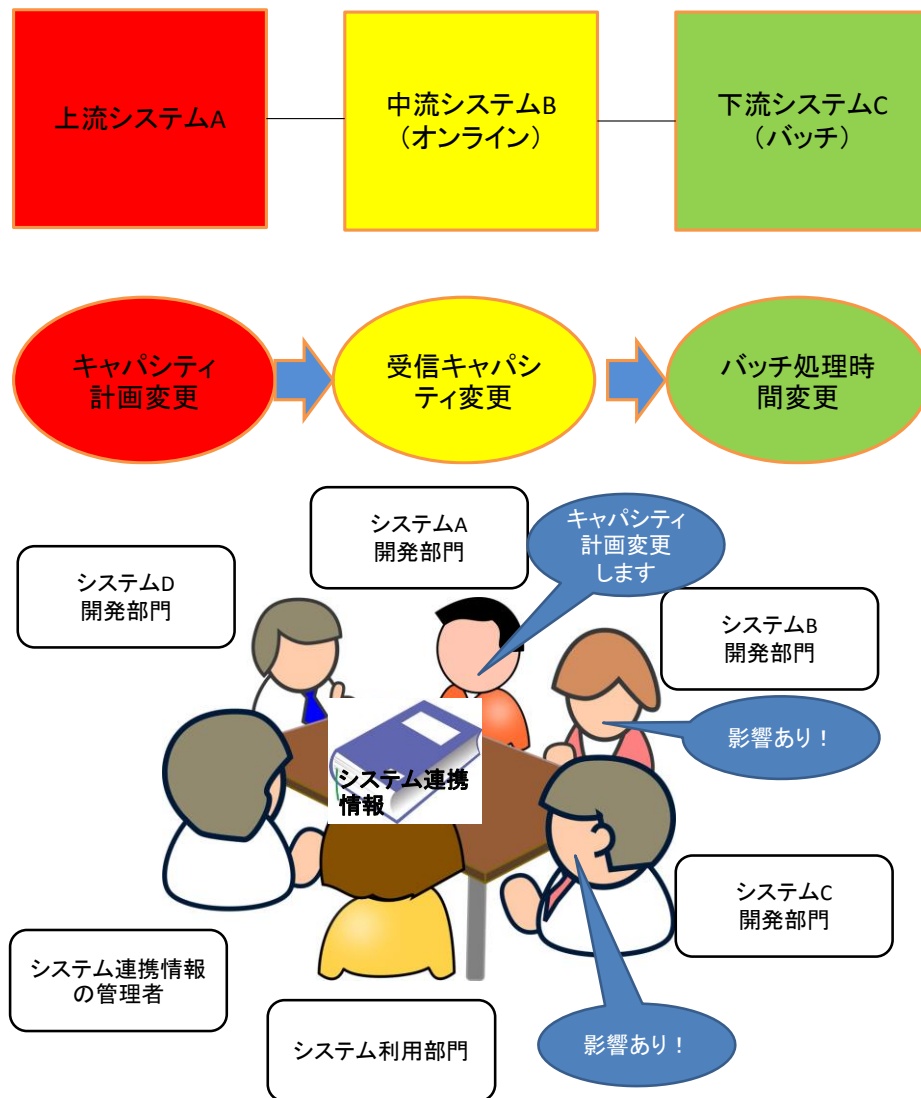 上流システムA
中流システムB
（オンライン）
下流システムC
（バッチ）
キャパシティ
計画変更
受信キャパシ
ティ変更
バッチ処理時
間変更
システムA
開発部門
キャパシティ
計画変更
します
システムD
開発部門
システムB
開発部門
影響あり！
システム連携
情報
システムC
開発部門
システム連携情報
の管理者
システム利用部門
影響あり！